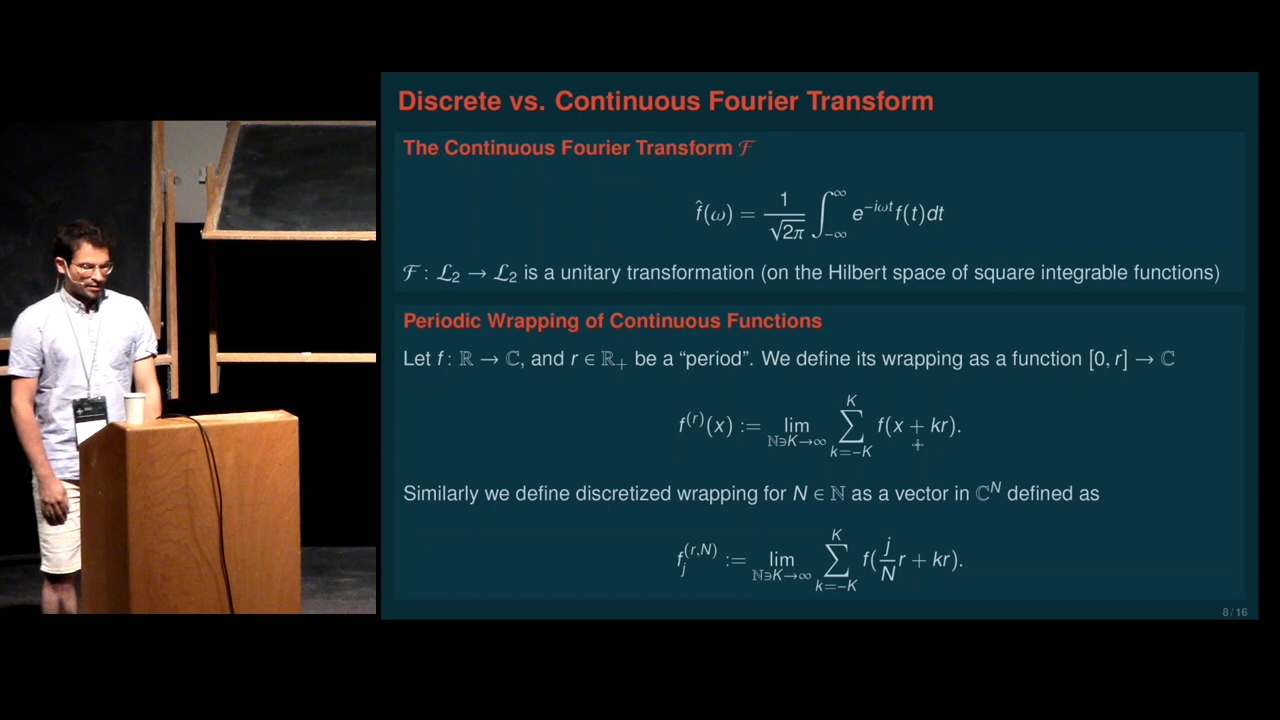 Discrete vs. Continuous Fourier Transform
The Continuous Fourier Transform ℱ
f̂(ω) = 1/√2π ∫_{−∞}^{∞} e^{−iωt} f(t)dt
ℱ : ℒ₂ → ℒ₂ is a unitary transformation (on the Hilbert space of square integrable functions)
Periodic Wrapping of Continuous Functions
Let f : ℝ → ℂ, and r ∈ ℝ₊ be a “period”. We define its wrapping as a function [0, r] → ℂ
f^{(r)}(x) := lim_{ℕ∋K→∞} ∑_{k=−K}^{K} f(x + kr).
Similarly we define discretized wrapping for N ∈ ℕ as a vector in ℂ^N defined as
f_j^{(r,N)} := lim_{ℕ∋K→∞} ∑_{k=−K}^{K} f(j/N r + kr).
8 / 16